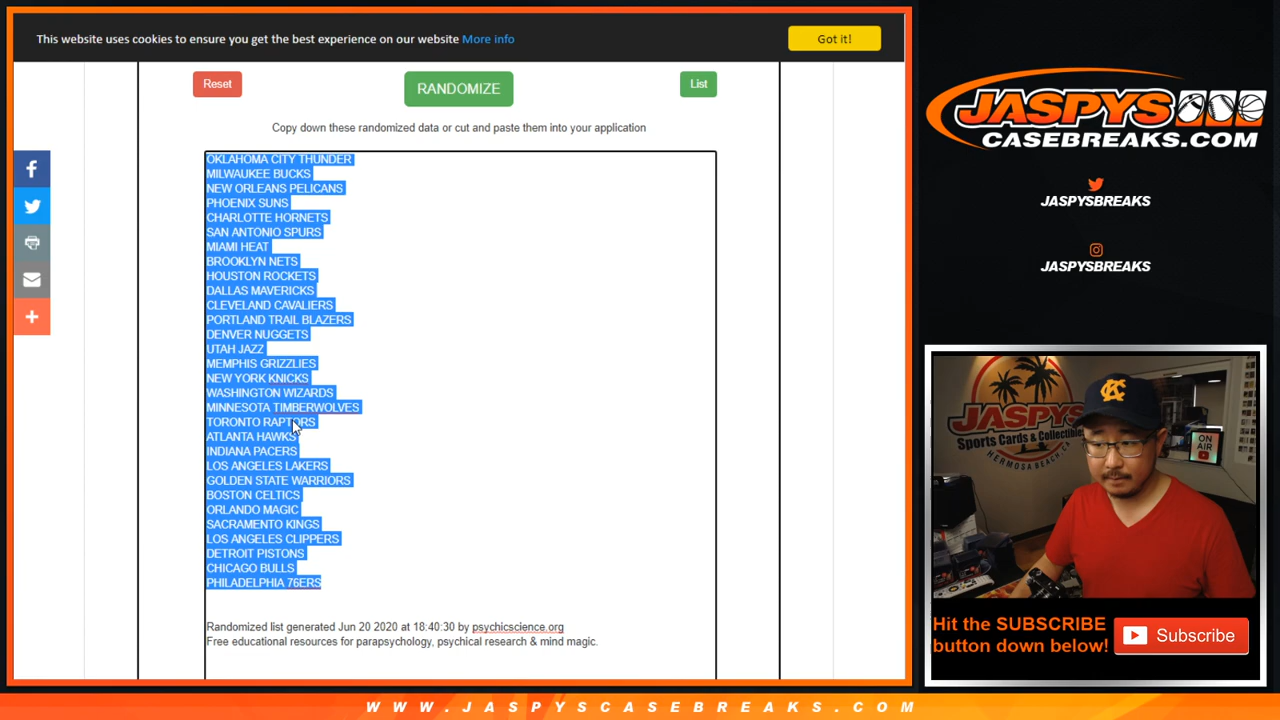 This website uses cookies to ensure you get the best experience on our website More info
Got it!
Reset
RANDOMIZE
List
Copy down these randomized data or cut and paste them into your application
OKLAHOMA CITY THUNDER
MILWAUKEE BUCKS
NEW ORLEANS PELICANS
PHOENIX SUNS
CHARLOTTE HORNETS
SAN ANTONIO SPURS
MIAMI HEAT
BROOKLYN NETS
HOUSTON ROCKETS
DALLAS MAVERICKS
CLEVELAND CAVALIERS
PORTLAND TRAIL BLAZERS
DENVER NUGGETS
UTAH JAZZ
MEMPHIS GRIZZLIES
NEW YORK KNICKS
WASHINGTON WIZARDS
MINNESOTA TIMBERWOLVES
TORONTO RAPTORS
ATLANTA HAWKS
INDIANA PACERS
LOS ANGELES LAKERS
GOLDEN STATE WARRIORS
BOSTON CELTICS
ORLANDO MAGIC
SACRAMENTO KINGS
LOS ANGELES CLIPPERS
DETROIT PISTONS
CHICAGO BULLS
PHILADELPHIA 76ERS
Randomized list generated Jun 20 2020 at 18:40:30 by psychicscience.org
Free educational resources for parapsychology, psychical research & mind magic.
JASPYS
CASEBREAKS.COM
JASPYSBREAKS
JASPYSBREAKS
JASPYS
Sports Cards & Collectibles
HERMOSA BEACH, CA
ON
AIR
KC
Hit the SUBSCRIBE
button down below!
Subscribe
WWW.JASPYSCASEBREAKS.COM